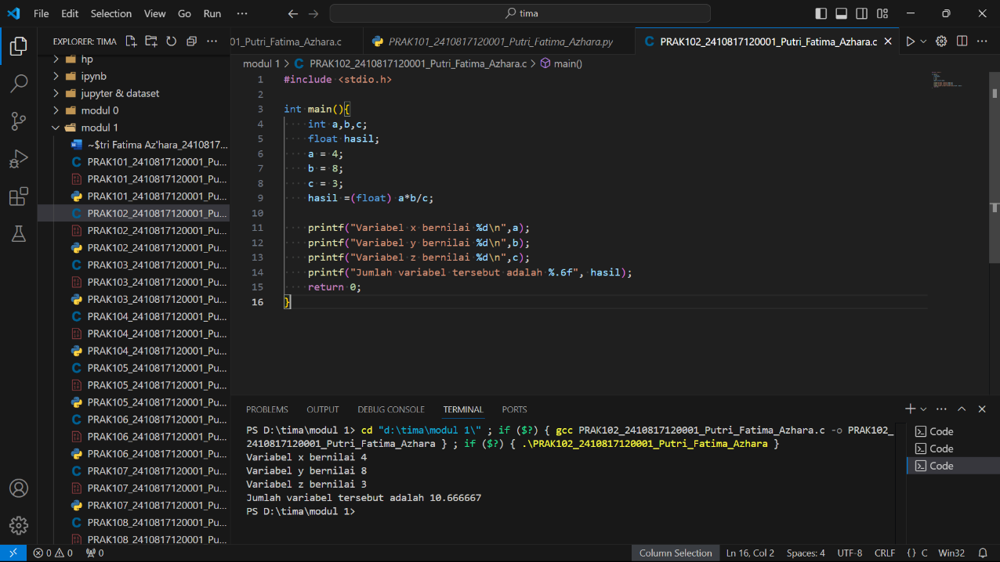 File Edit Selection View Go Run ··· tima
EXPLORER: TIMA ···
hp
ipynb
jupyter & dataset
modul 0
modul 1
~$tri Fatima Az'hara_2410817...
PRAK101_2410817120001_Pu...
PRAK101_2410817120001_Pu...
PRAK101_2410817120001_Pu...
PRAK102_2410817120001_Pu...
PRAK102_2410817120001_Pu...
PRAK102_2410817120001_Pu...
PRAK103_2410817120001_Pu...
PRAK103_2410817120001_Pu...
PRAK103_2410817120001_Pu...
PRAK104_2410817120001_Pu...
PRAK104_2410817120001_Pu...
PRAK104_2410817120001_Pu...
PRAK105_2410817120001_Pu...
PRAK105_2410817120001_Pu...
PRAK105_2410817120001_Pu...
PRAK106_2410817120001_Pu...
PRAK106_2410817120001_Pu...
PRAK106_2410817120001_Pu...
PRAK107_2410817120001_Pu...
PRAK107_2410817120001_Pu...
PRAK107_2410817120001_Pu...
PRAK108_2410817120001_Pu...
PRAK108_2410817120001_Pu...
01_Putri_Fatima_Azhara.c PRAK101_2410817120001_Putri_Fatima_Azhara.py C PRAK102_2410817120001_Putri_Fatima_Azhara.c
modul 1 > C PRAK102_2410817120001_Putri_Fatima_Azhara.c > main()
1 #include <stdio.h>
2
3 int main(){
4 int a,b,c;
5 float hasil;
6 a = 4;
7 b = 8;
8 c = 3;
9 hasil =(float) a*b/c;
10
11 printf("Variabel x bernilai %d\n",a);
12 printf("Variabel y bernilai %d\n",b);
13 printf("Variabel z bernilai %d\n",c);
14 printf("Jumlah variabel tersebut adalah %.6f", hasil);
15 return 0;
16 }
PROBLEMS OUTPUT DEBUG CONSOLE TERMINAL PORTS
PS D:\tima\modul 1> cd "d:\tima\modul 1\" ; if ($?) { gcc PRAK102_2410817120001_Putri_Fatima_Azhara.c -o PRAK102_
2410817120001_Putri_Fatima_Azhara } ; if ($?) { .\PRAK102_2410817120001_Putri_Fatima_Azhara }
Variabel x bernilai 4
Variabel y bernilai 8
Variabel z bernilai 3
Jumlah variabel tersebut adalah 10.666667
PS D:\tima\modul 1>
Code
Code
Code
0 0 0 Column Selection Ln 16, Col 2 Spaces: 4 UTF-8 CRLF {} C Win32